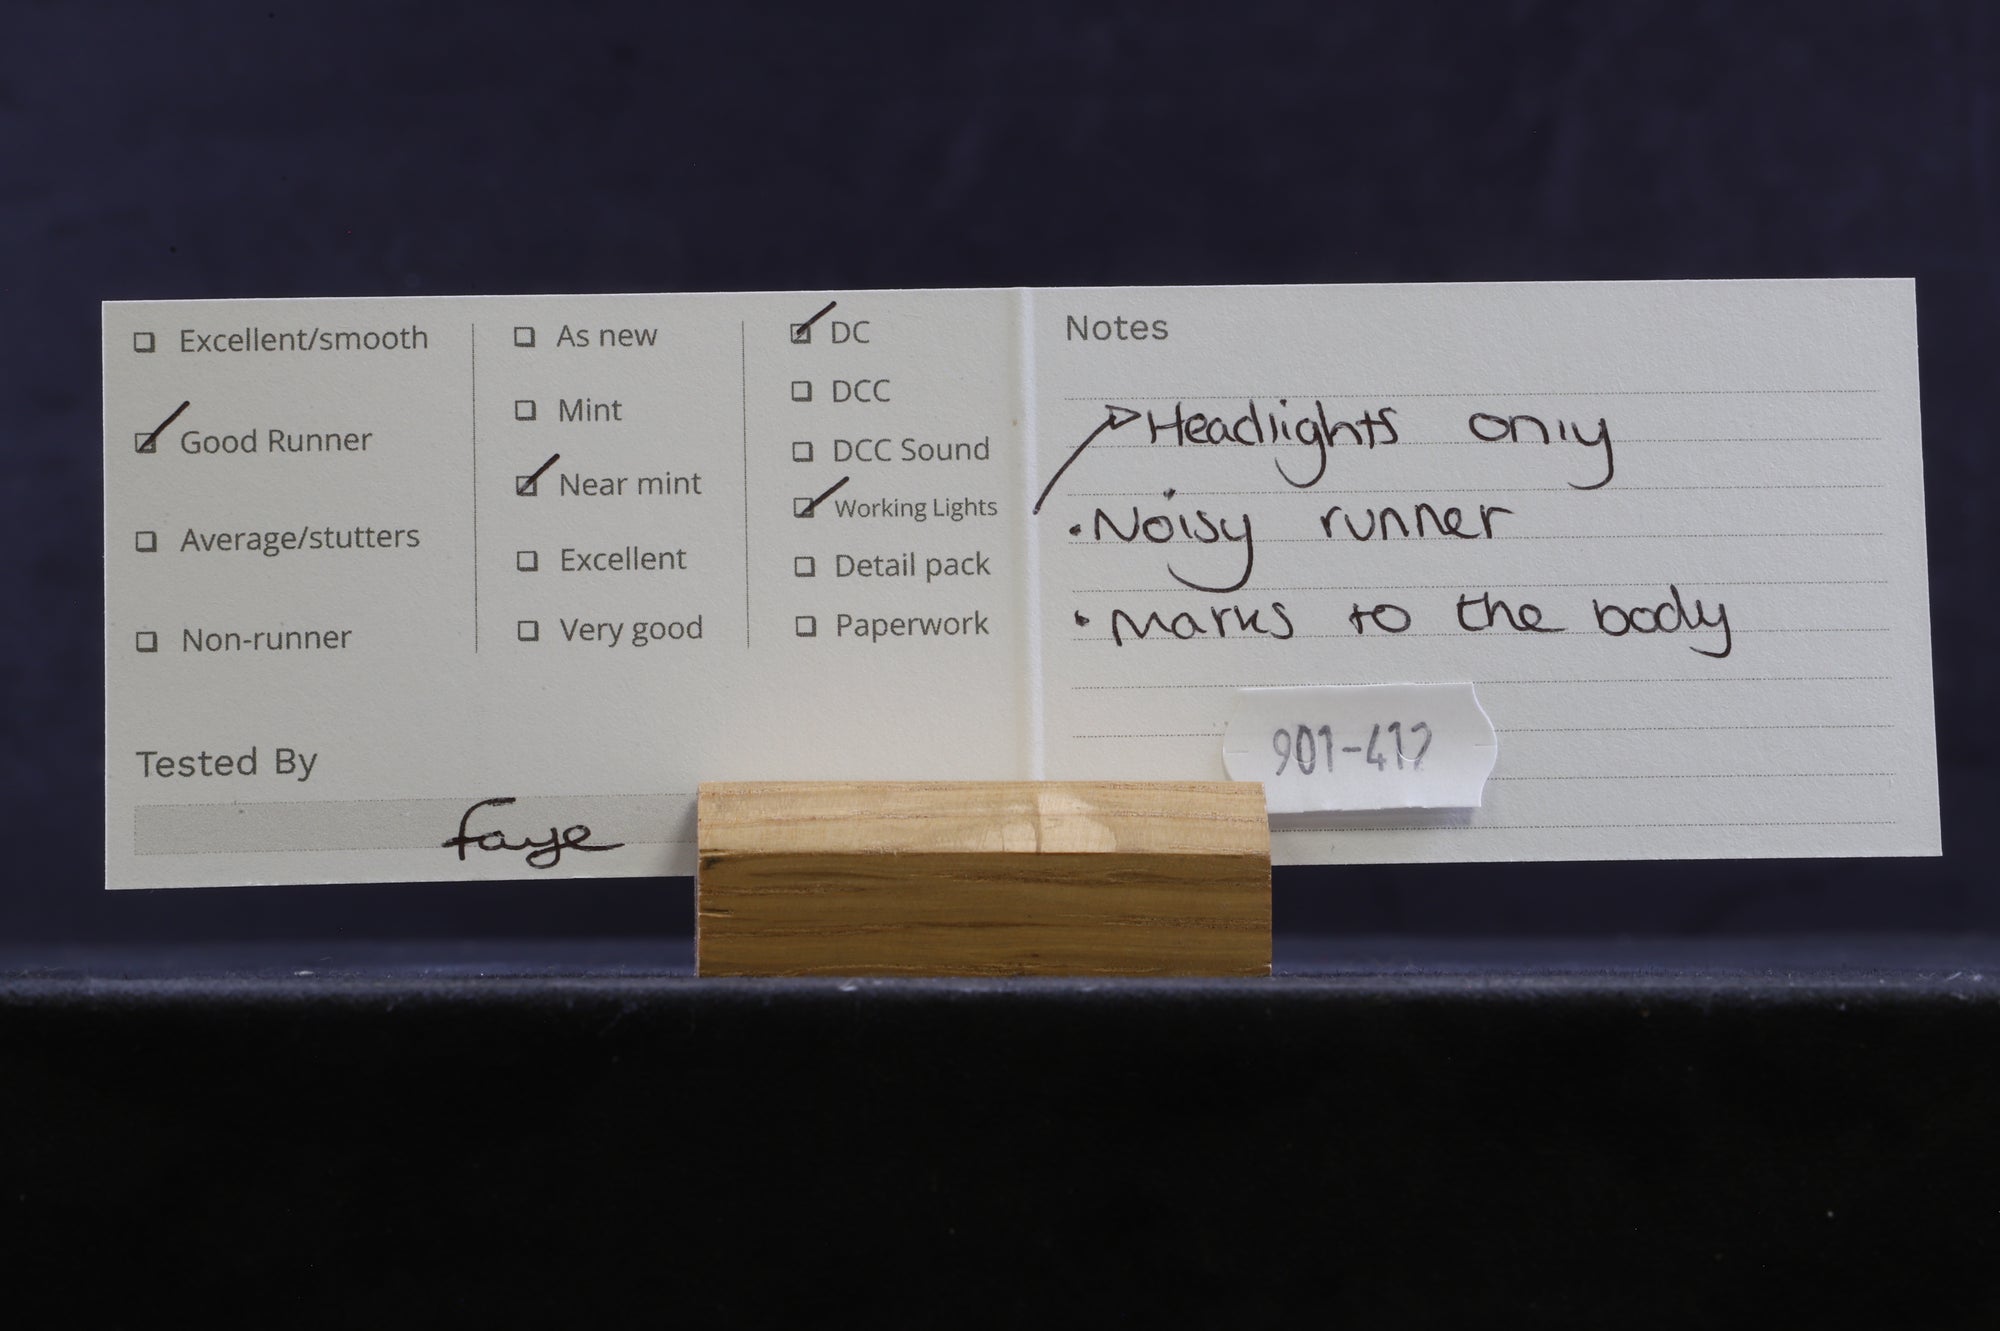 Excellent/smooth
Good Runner
Average/stutters
Non-runner
As new
Mint
Near mint
Excellent
Very good
DC
DCC
DCC Sound
Working Lights
Detail pack
Paperwork
Tested By
faye
Notes
Headlights only
• Noisy runner
• Marks to the body
901-412